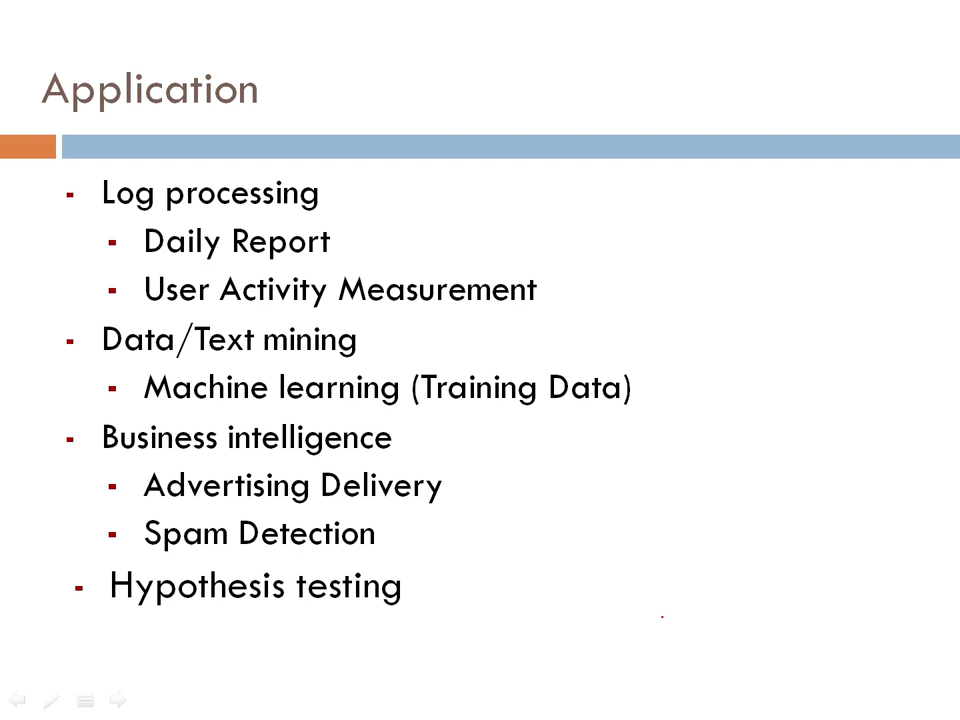 Application
- Log processing
- Daily Report
- User Activity Measurement
- Data/Text mining
- Machine learning (Training Data)
- Business intelligence
- Advertising Delivery
- Spam Detection
- Hypothesis testing